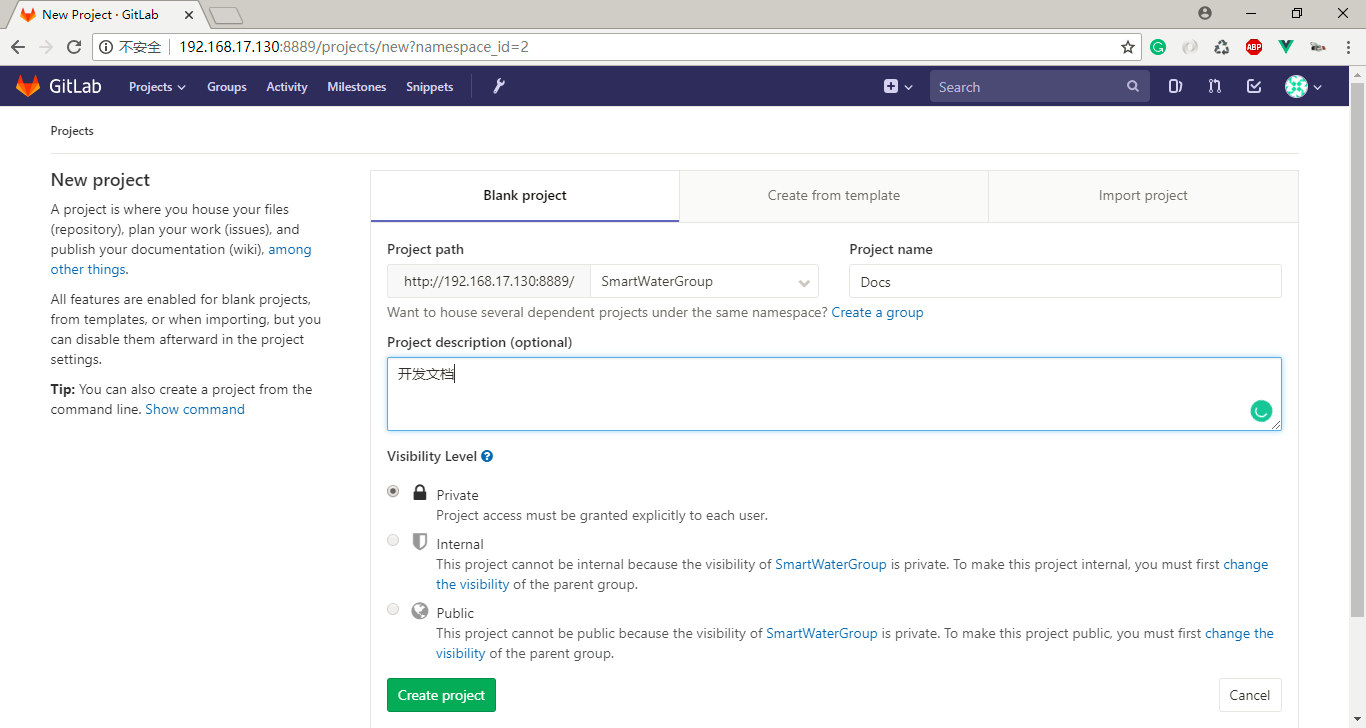 New Project · GitLab
不安全 192.168.17.130:8889/projects/new?namespace_id=2
ABP
GitLab Projects Groups Activity Milestones Snippets Search
Projects
New project
A project is where you house your files
(repository), plan your work (issues), and
publish your documentation (wiki), among
other things.
All features are enabled for blank projects,
from templates, or when importing, but you
can disable them afterward in the project
settings.
Tip: You can also create a project from the
command line. Show command
Blank project Create from template Import project
Project path Project name
http://192.168.17.130:8889/ SmartWaterGroup Docs
Want to house several dependent projects under the same namespace? Create a group
Project description (optional)
开发文档
Visibility Level
Private
Project access must be granted explicitly to each user.
Internal
This project cannot be internal because the visibility of SmartWaterGroup is private. To make this project internal, you must first change
the visibility of the parent group.
Public
This project cannot be public because the visibility of SmartWaterGroup is private. To make this project public, you must first change the
visibility of the parent group.
Create project Cancel